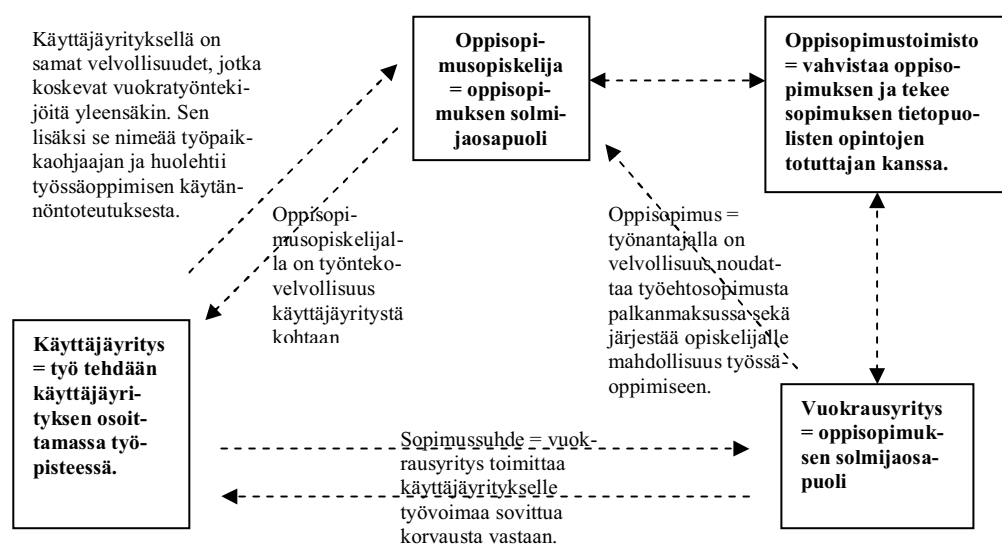 Käyttäjäyrityksellä on
samat velvollisuudet, jotka
koskevat vuokratyönteki-
jöitä yleensäkin. Sen
lisäksi se nimeää työpaik-
kaohjaajan ja huolehtii
työssäoppimisen käytän-
nöntoteutuksesta.
Oppisopi-
musopiskelija
= oppisopi-
muksen solmi-
jaosapuoli
Oppisopimustoimisto
= vahvistaa oppiso-
pimuksen ja tekee
sopimuksen tietopuo-
listen opintojen
totuttajan kanssa.
Oppisopi-
musopiskelijal-
la on työnteko-
velvollisuus
käyttäjäyritystä
kohtaan
Oppisopimus =
työnantajalla on
velvollisuus noudat-
taa työehtosopimusta
palkanmaksussa sekä
järjestää opiskelijalle
mahdollisuus työssä-
oppimiseen.
Käyttäjäyritys
= työ tehdään
käyttäjäyri-
tyksen osoit-
tamassa työ-
pisteessä.
Sopimussuhde = vuok-
rausyritys toimittaa
käyttäjäyritykselle
työvoimaa sovittua
korvausta vastaan.
Vuokrausyritys
= oppisopimuk-
sen solmijaosa-
puoli